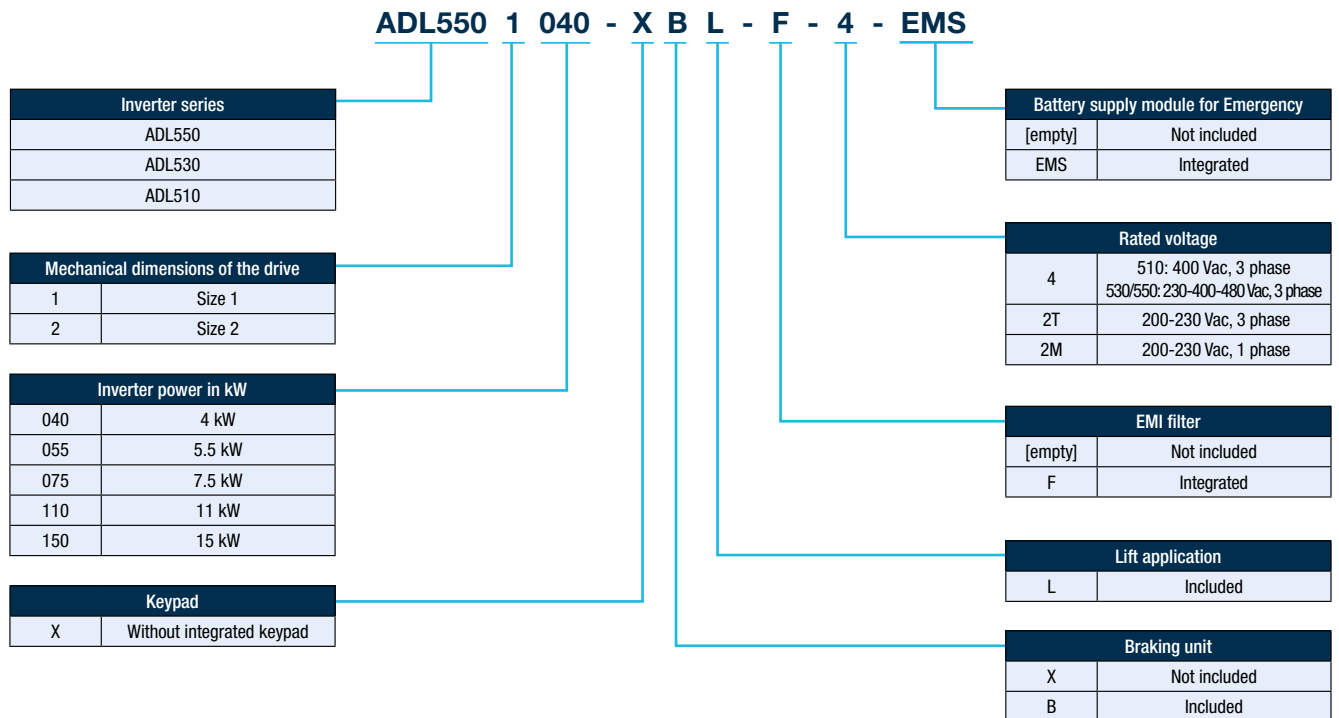 ADL550 1 040 - X B L - F - 4 - EMS
Inverter series
ADL550
ADL530
ADL510
Mechanical dimensions of the drive
1 Size 1
2 Size 2
Inverter power in kW
040 4 kW
055 5.5 kW
075 7.5 kW
110 11 kW
150 15 kW
Keypad
X Without integrated keypad
Battery supply module for Emergency
[empty] Not included
EMS Integrated
Rated voltage
4 510: 400 Vac, 3 phase
530/550: 230-400-480 Vac, 3 phase
2T 200-230 Vac, 3 phase
2M 200-230 Vac, 1 phase
EMI filter
[empty] Not included
F Integrated
Lift application
L Included
Braking unit
X Not included
B Included